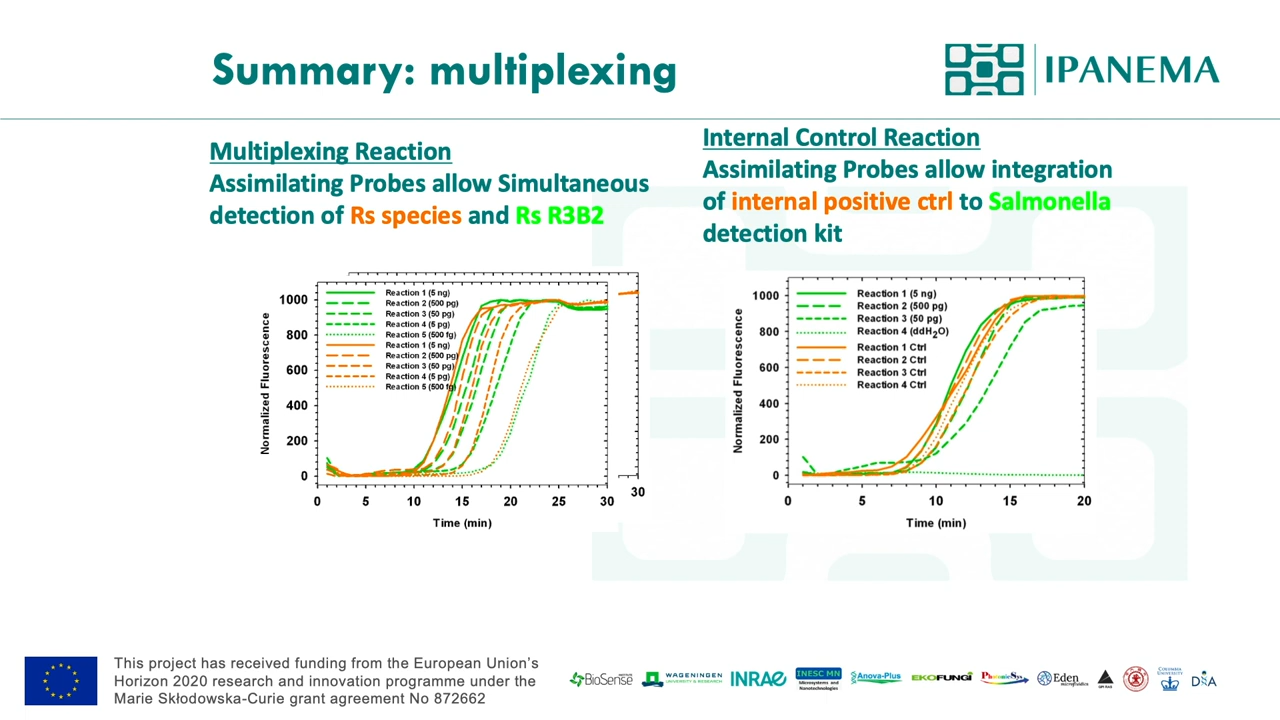 Summary: multiplexing
IPANEMA
Multiplexing Reaction
Assimilating Probes allow Simultaneous
detection of Rs species and Rs R3B2
Internal Control Reaction
Assimilating Probes allow integration
of internal positive ctrl to Salmonella
detection kit
Normalized Fluorescence
1000
800
600
400
200
0
Reaction 1 (5 ng)
Reaction 2 (500 pg)
Reaction 3 (50 pg)
Reaction 4 (5 pg)
Reaction 5 (500 fg)
Reaction 1 (5 ng)
Reaction 2 (500 pg)
Reaction 3 (50 pg)
Reaction 4 (5 pg)
Reaction 5 (500 fg)
0 5 10 15 20 25 30
30
Time (min)
Normalized Fluorescence
1000
800
600
400
200
0
Reaction 1 (5 ng)
Reaction 2 (500 pg)
Reaction 3 (50 pg)
Reaction 4 (ddH2O)
Reaction 1 Ctrl
Reaction 2 Ctrl
Reaction 3 Ctrl
Reaction 4 Ctrl
0 5 10 15 20
Time (min)
This project has received funding from the European Union's
Horizon 2020 research and innovation programme under the
Marie Skłodowska-Curie grant agreement No 872662
BioSense
WAGENINGEN
UNIVERSITY & RESEARCH
INRAE
INESC MN
Microsystems and
Nanotechnologies
Anova-Plus
EKOFUNGI
PhotonicSys
Eden
microfluidics
COLUMBIA
UNIVERSITY
DNA